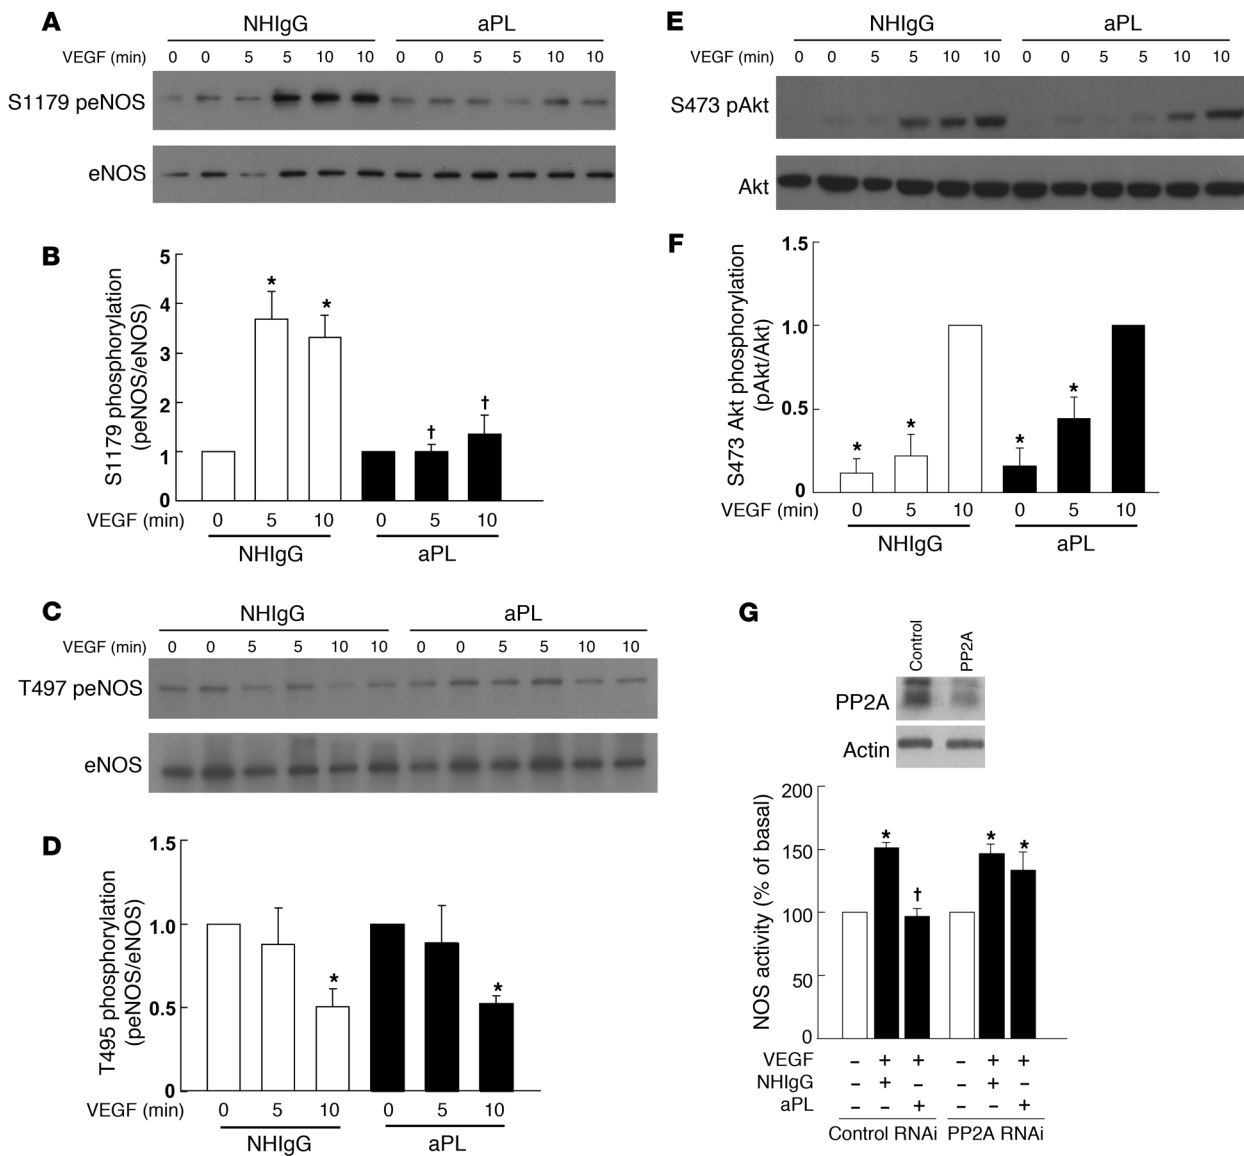 A
NHIgG aPL
VEGF (min) 0 0 5 5 10 10 0 0 5 5 10 10
S1179 peNOS
eNOS
B
S1179 phosphorylation
(peNOS/eNOS)
5
4
3
2
1
0
* * † †
VEGF (min) 0 5 10 0 5 10
NHIgG aPL
C
NHIgG aPL
VEGF (min) 0 0 5 5 10 10 0 0 5 5 10 10
T497 peNOS
eNOS
D
T495 phosphorylation
(peNOS/eNOS)
1.5
1.0
0.5
0
* *
VEGF (min) 0 5 10 0 5 10
NHIgG aPL
E
NHIgG aPL
VEGF (min) 0 0 5 5 10 10 0 0 5 5 10 10
S473 pAkt
Akt
F
S473 Akt phosphorylation
(pAkt/Akt)
1.5
1.0
0.5
0
* * * *
VEGF (min) 0 5 10 0 5 10
NHIgG aPL
G
Control PP2A
PP2A
Actin
NOS activity (% of basal)
200
150
100
50
0
* † * *
VEGF – + + – + +
NHIgG – + – – + –
aPL – – + – – +
Control RNAi PP2A RNAi